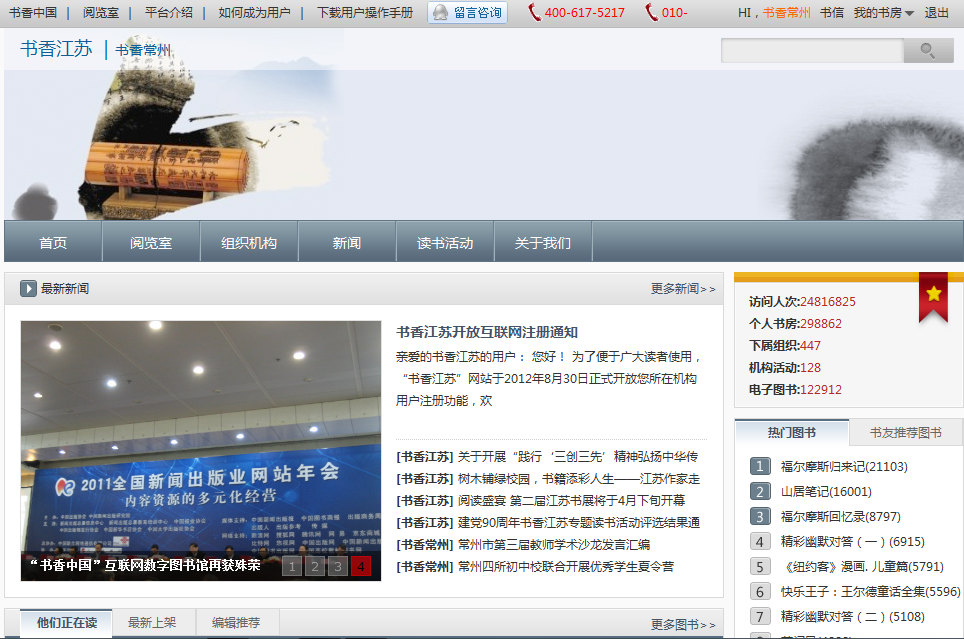 书香中国 | 阅览室 | 平台介绍 | 如何成为用户 | 下载用户操作手册 留言咨询 400-617-5217 010- HI，书香常州 书信 我的书房 退出
书香江苏 | 书香常州
首页 阅览室 组织机构 新闻 读书活动 关于我们
最新新闻 更多新闻>>
2011全国新闻出版业网站年会
内容资源的多元化经营
“书香中国”互联网数字图书馆再获殊荣 1 2 3 4
书香江苏开放互联网注册通知
亲爱的书香江苏的用户： 您好！ 为了便于广大读者使用，
“书香江苏”网站于2012年8月30日正式开放您所在机构
用户注册功能，欢
[书香江苏] 关于开展“践行‘三创三先’精神弘扬中华传
[书香江苏] 树木铺绿校园，书籍添彩人生——江苏作家走
[书香江苏] 阅读盛宴 第二届江苏书展将于4月下旬开幕
[书香江苏] 建党90周年书香江苏专题读书活动评选结果通
[书香常州] 常州市第三届教师学术沙龙发言汇编
[书香常州] 常州四所初中校联合开展优秀学生夏令营
他们正在读 最新上架 编辑推荐 更多图书>>
访问人次:24816825
个人书房:298862
下属组织:447
机构活动:128
电子图书:122912
热门图书 书友推荐图书
1 福尔摩斯归来记(21103)
2 山居笔记(16001)
3 福尔摩斯回忆录(8797)
4 精彩幽默对答（一）(6915)
5 《纽约客》漫画. 儿童篇(5791)
6 快乐王子：王尔德童话全集(5596)
7 精彩幽默对答（二）(5108)